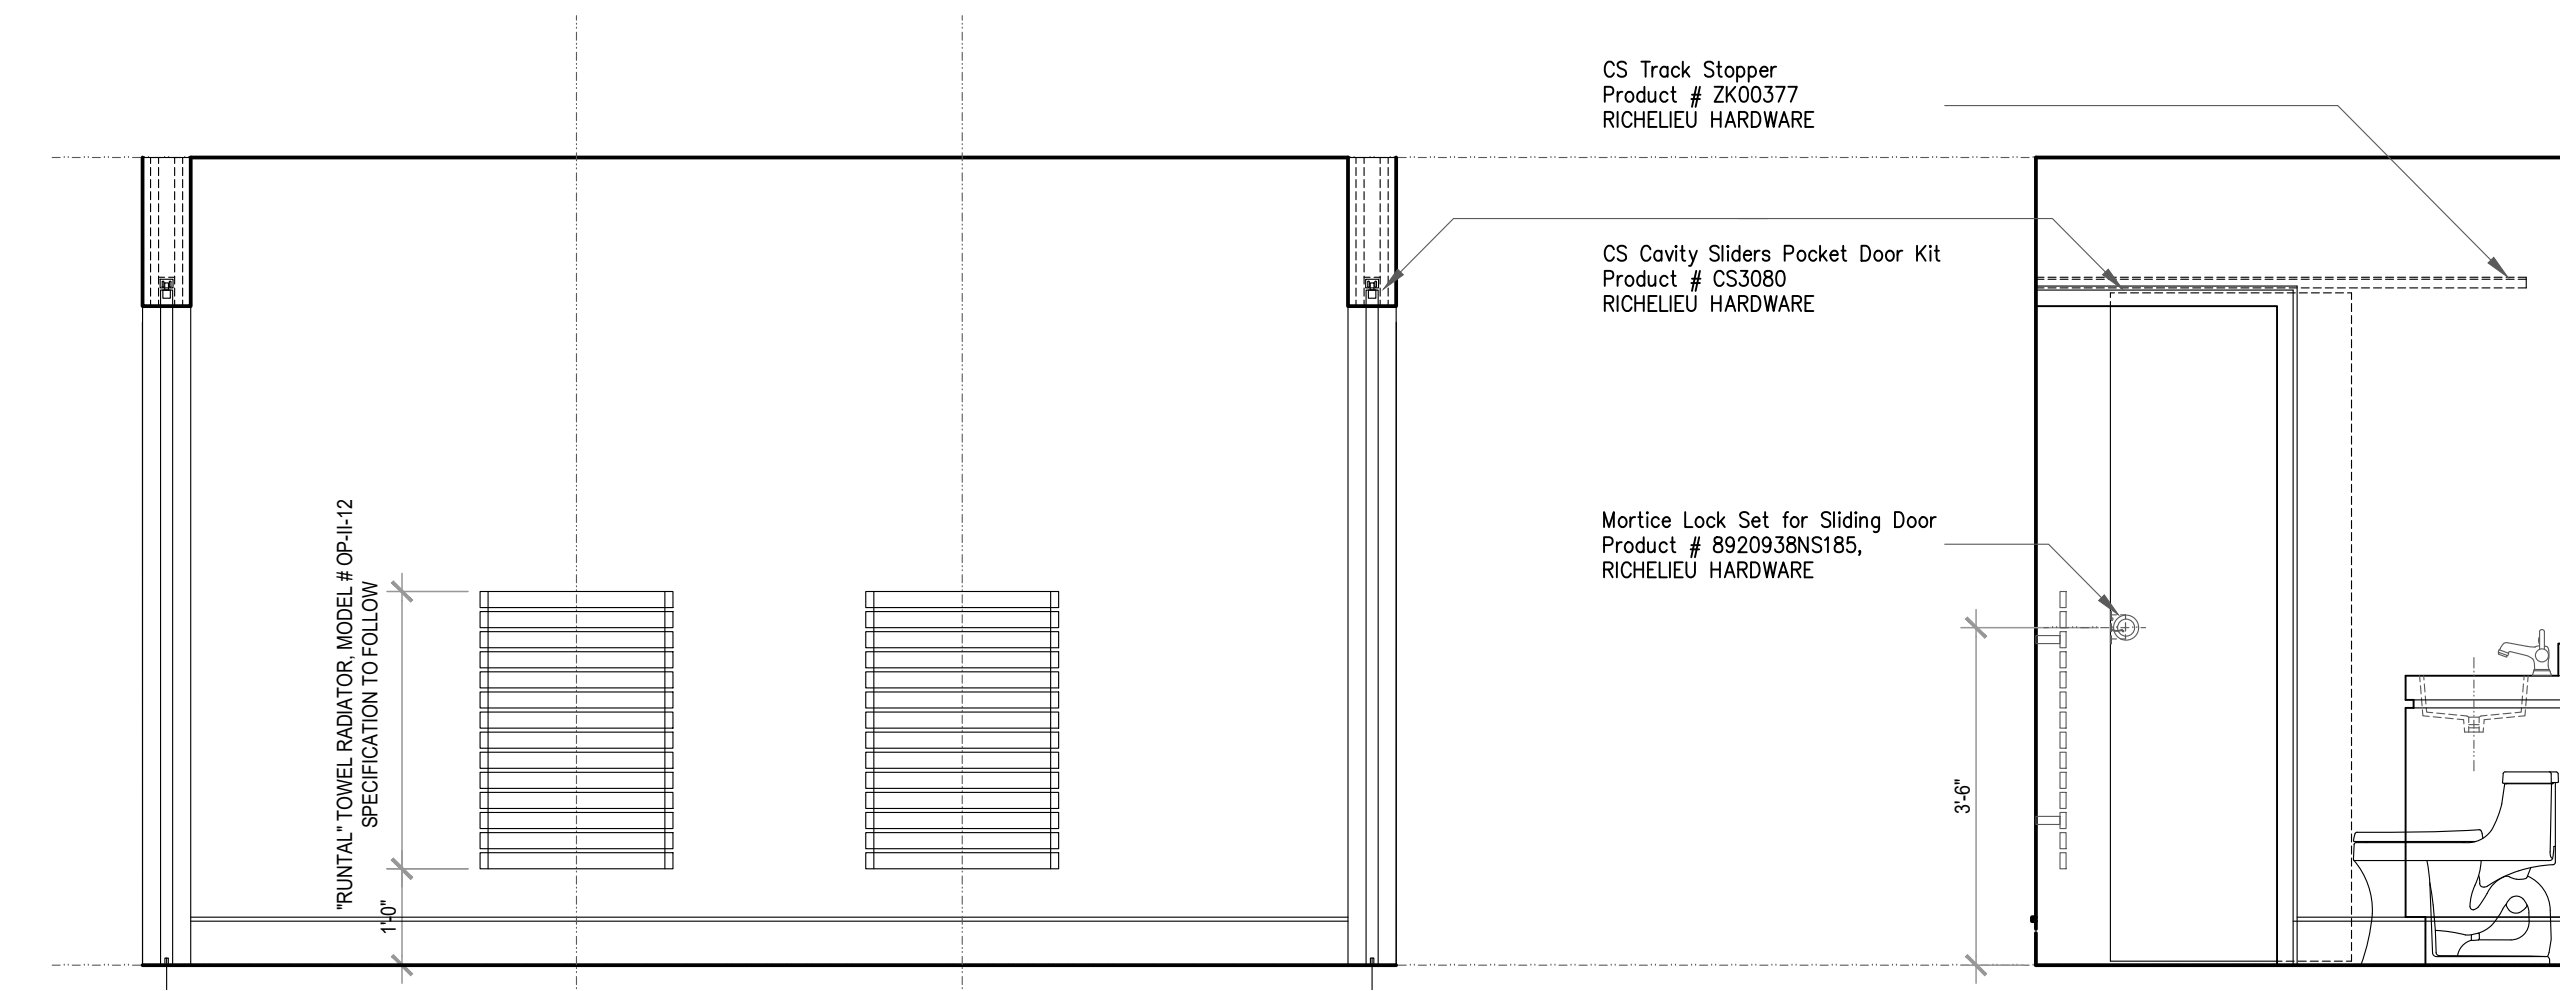 CS Track Stopper
Product # ZK00377
RICHELIEU HARDWARE
CS Cavity Sliders Pocket Door Kit
Product # CS3080
RICHELIEU HARDWARE
Mortice Lock Set for Sliding Door
Product # 8920938NS185,
RICHELIEU HARDWARE
"RUNTAL" TOWEL RADIATOR, MODEL # OP-II-12
SPECIFICATION TO FOLLOW
1'-0"
3'-6"